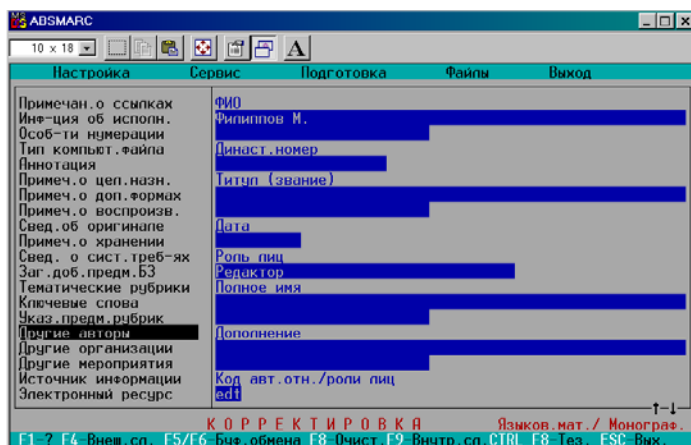 ABSMARC
10 x 18
A
Настройка Сервис Подготовка Файлы Выход
Примечан.о ссылках
Инф-ция об исполн.
Особ-ти нумерации
Тип компьют.файла
Аннотация
Примеч.о цел.назн.
Примеч.о доп.формах
Примеч.о воспроизв.
Свед.об оригинале
Примеч.о хранении
Свед. о сист.треб-ях
Заг.доб.предм.БЗ
Тематические рубрики
Ключевые слова
Указ.предм.рубрик
Другие авторы
Другие организации
Другие мероприятия
Источник информации
Электронный ресурс
ФИО
Филиппов М.
Династ.номер
Титул (звание)
Дата
Роль лиц
Редактор
Полное имя
Дополнение
Код авт.отн./роли лиц
edt
КОРРЕКТИРОВКА Языков.мат./ Монограф.
F1-? F4-Внеш.сл. F5/F6-Буф.обмена F8-Очист.F9-Внутр.сл.CTRL F8-Тез. ESC-Вых.